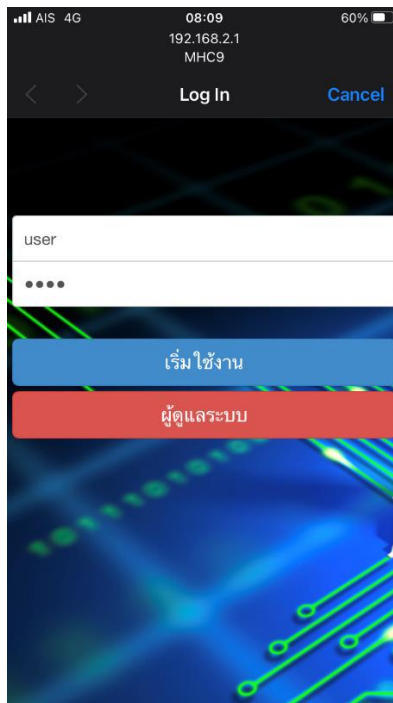 AIS 4G 08:09 60%
192.168.2.1
MHC9
Log In Cancel
user
••••
เริ่มใช้งาน
ผู้ดูแลระบบ